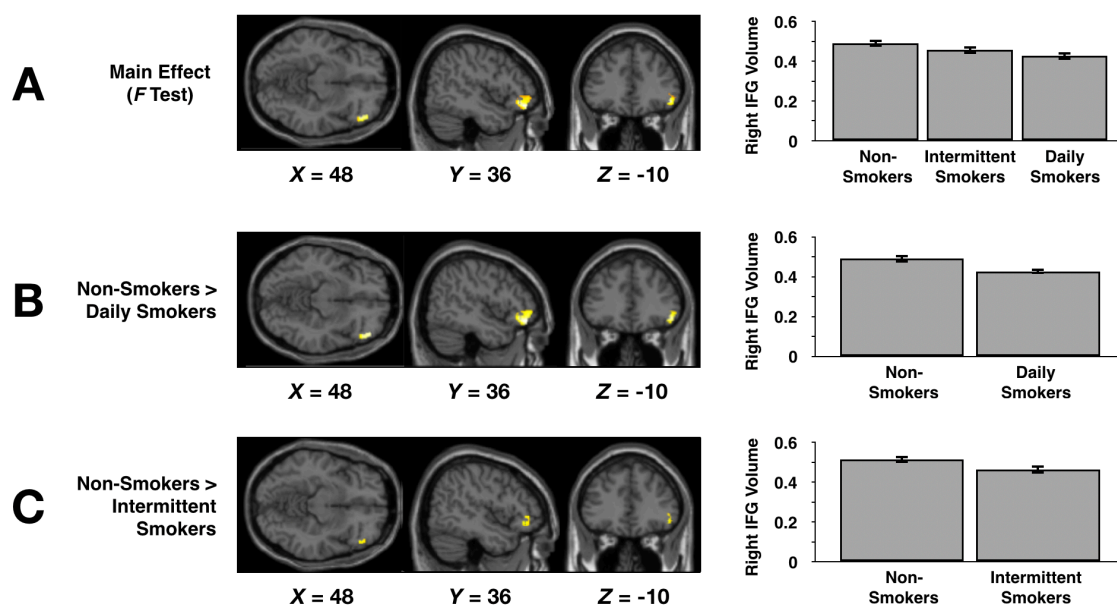 A
Main Effect
(F Test)
X = 48
Y = 36
Z = -10
Right IFG Volume
0.6
0.4
0.2
0
Non-
Smokers
Intermittent
Smokers
Daily
Smokers
B
Non-Smokers >
Daily Smokers
X = 48
Y = 36
Z = -10
Right IFG Volume
0.6
0.4
0.2
0
Non-
Smokers
Daily
Smokers
C
Non-Smokers >
Intermittent
Smokers
X = 48
Y = 36
Z = -10
Right IFG Volume
0.6
0.4
0.2
0
Non-
Smokers
Intermittent
Smokers